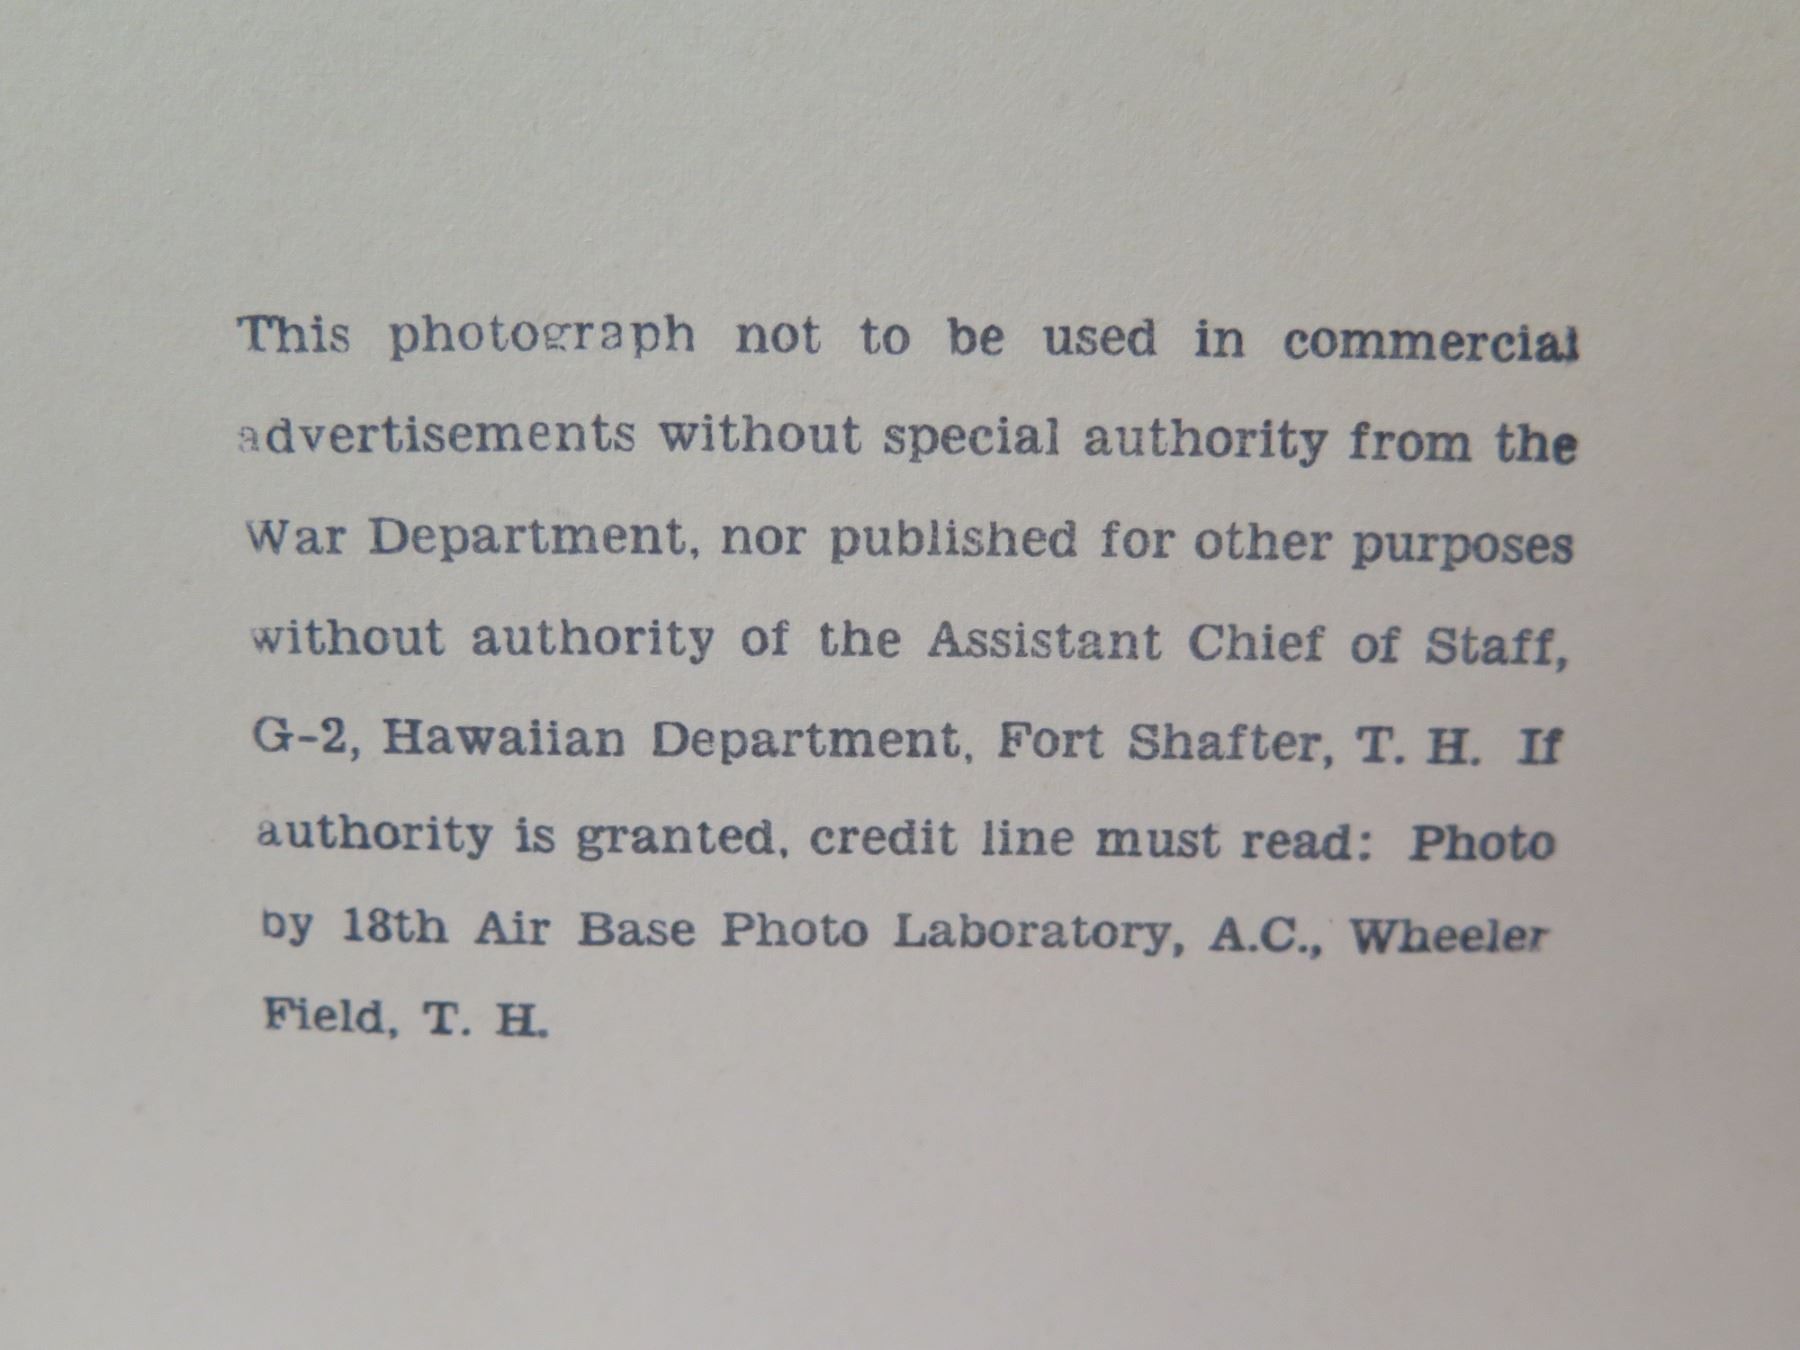 This photograph not to be used in commercial
advertisements without special authority from the
War Department, nor published for other purposes
without authority of the Assistant Chief of Staff,
G-2, Hawaiian Department, Fort Shafter, T. H. If
authority is granted, credit line must read: Photo
by 18th Air Base Photo Laboratory, A.C., Wheeler
Field, T. H.